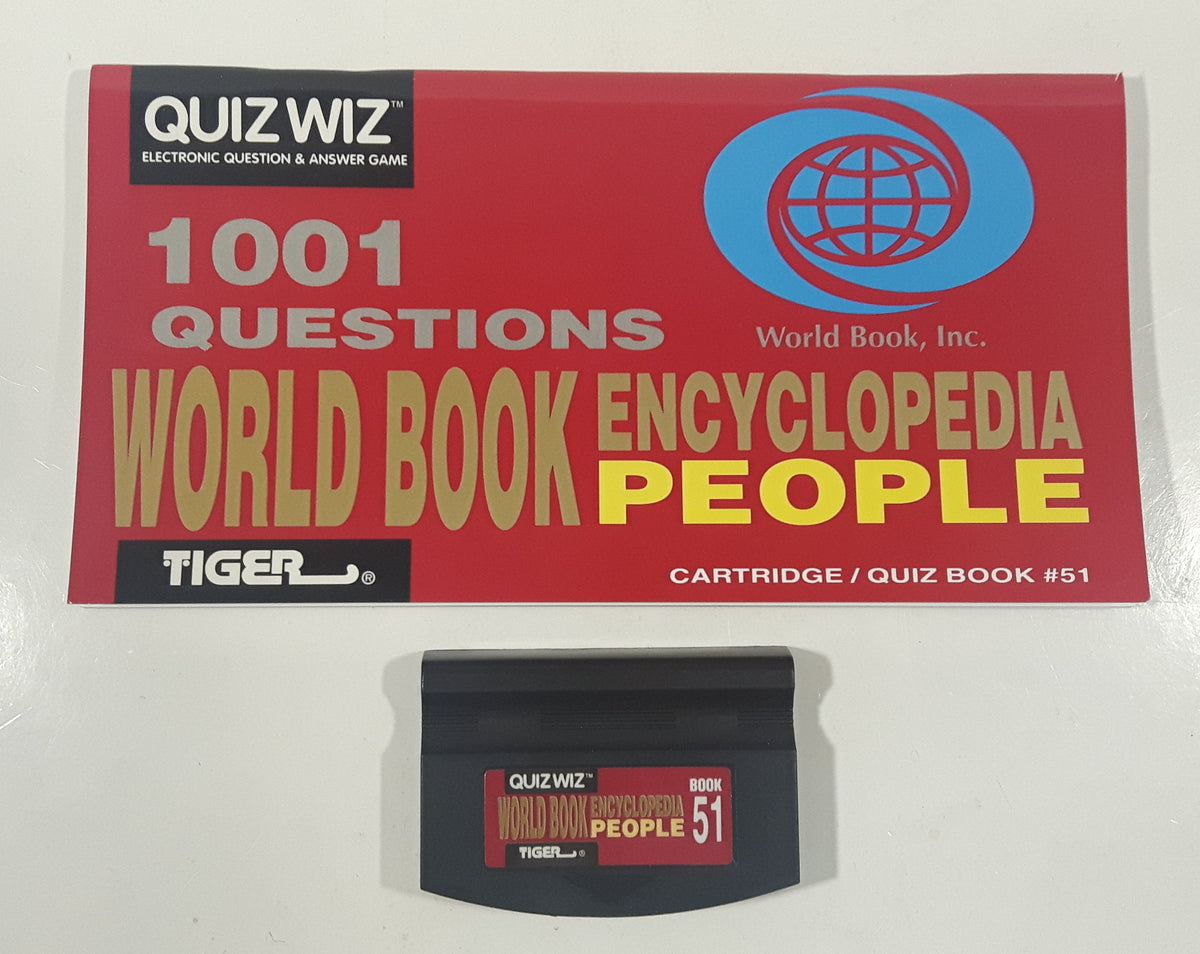 QUIZ WIZ™
ELECTRONIC QUESTION & ANSWER GAME
1001
QUESTIONS
World Book, Inc.
WORLD BOOK ENCYCLOPEDIA
PEOPLE
TIGER®
CARTRIDGE / QUIZ BOOK #51
QUIZ WIZ™
BOOK
51
WORLD BOOK ENCYCLOPEDIA
PEOPLE
TIGER®